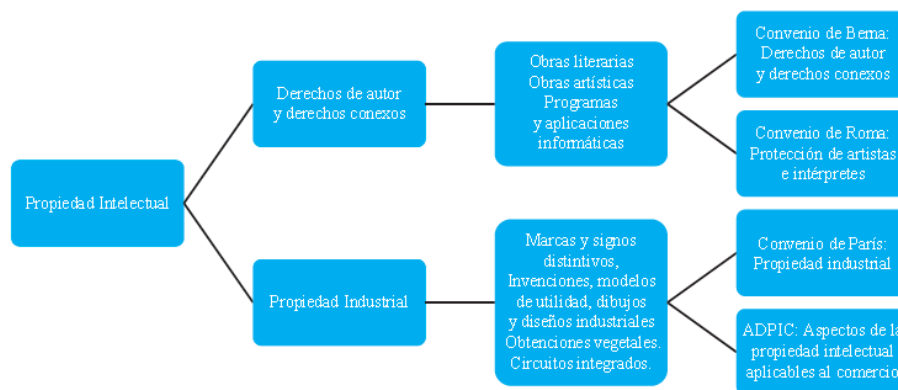 Propiedad Intelectual
Derechos de autor
y derechos conexos
Obras literarias
Obras artísticas
Programas
y aplicaciones
informáticas
Convenio de Berna:
Derechos de autor
y derechos conexos
Convenio de Roma:
Protección de artistas
e intérpretes
Propiedad Industrial
Marcas y signos
distintivos,
Invenciones, modelos
de utilidad, dibujos
y diseños industriales
Obtenciones vegetales.
Circuitos integrados.
Convenio de París:
Propiedad industrial
ADPIC: Aspectos de la
propiedad intelectual
aplicables al comercio